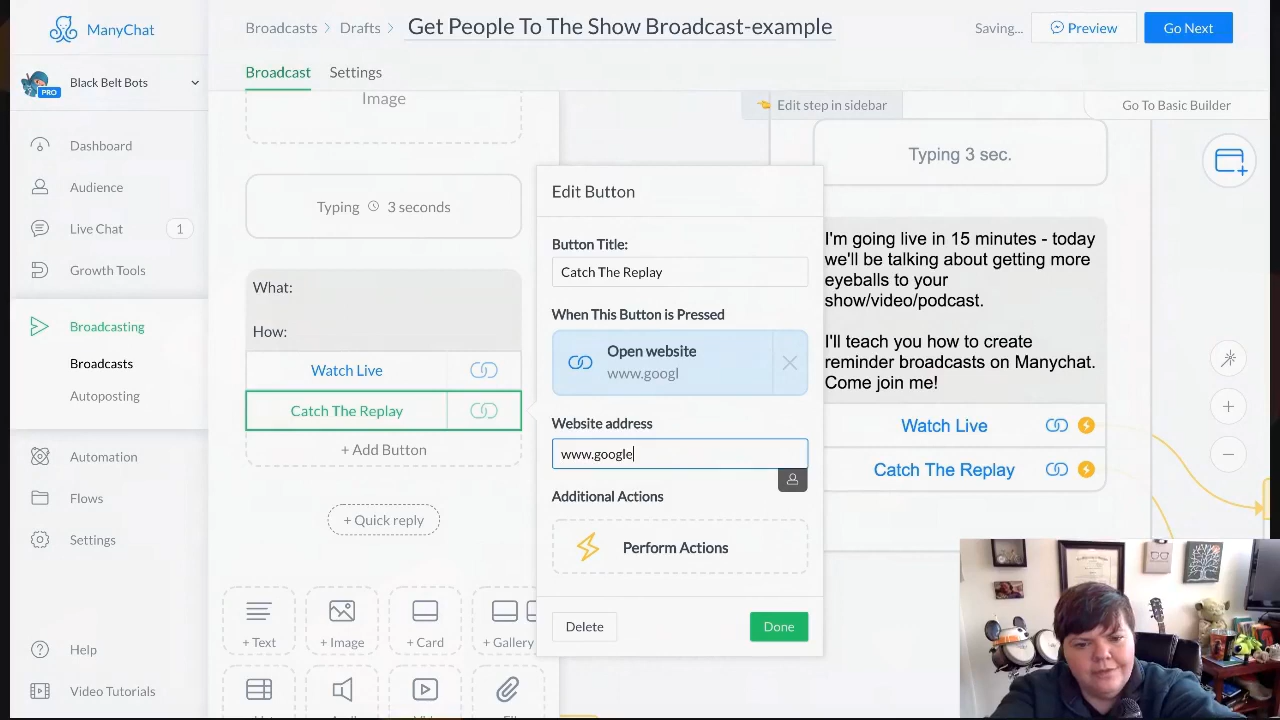 ManyChat
Broadcasts > Drafts > Get People To The Show Broadcast-example
Saving...
Preview
Go Next
Black Belt Bots
PRO
Broadcast
Settings
Image
Edit step in sidebar
Go To Basic Builder
Dashboard
Audience
Live Chat
1
Growth Tools
Broadcasting
Broadcasts
Autoposting
Automation
Flows
Settings
Help
Video Tutorials
Typing 3 seconds
What:
How:
Watch Live
Catch The Replay
+ Add Button
+ Quick reply
+ Text
+ Image
+ Card
+ Gallery
Edit Button
Button Title:
Catch The Replay
When This Button is Pressed
Open website
www.googl
Website address
www.google
Additional Actions
Perform Actions
Delete
Done
Typing 3 sec.
I'm going live in 15 minutes - today
we'll be talking about getting more
eyeballs to your
show/video/podcast.
I'll teach you how to create
reminder broadcasts on Manychat.
Come join me!
Watch Live
Catch The Replay